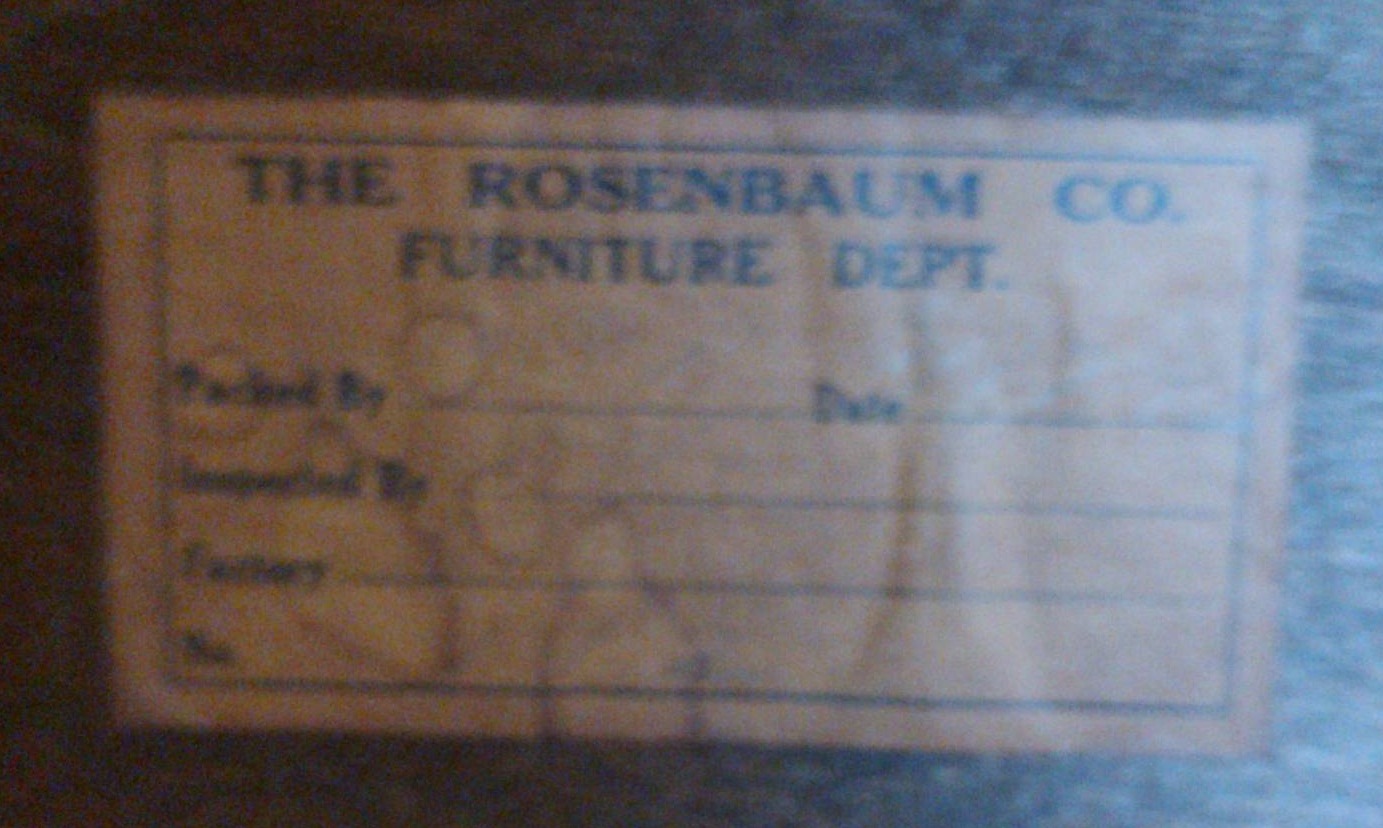 THE ROSENBAUM CO.
FURNITURE DEPT.
Packed By Date
Inspected By
Factory
No.